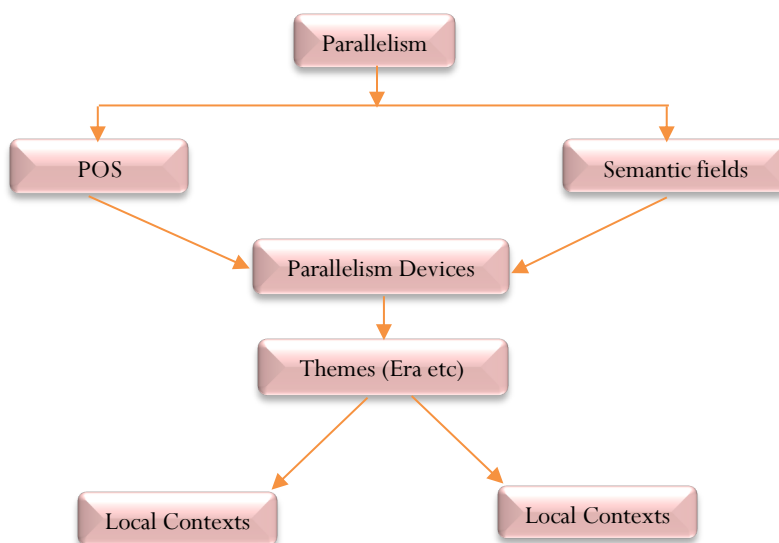 Parallelism
POS
Semantic fields
Parallelism Devices
Themes (Era etc)
Local Contexts
Local Contexts